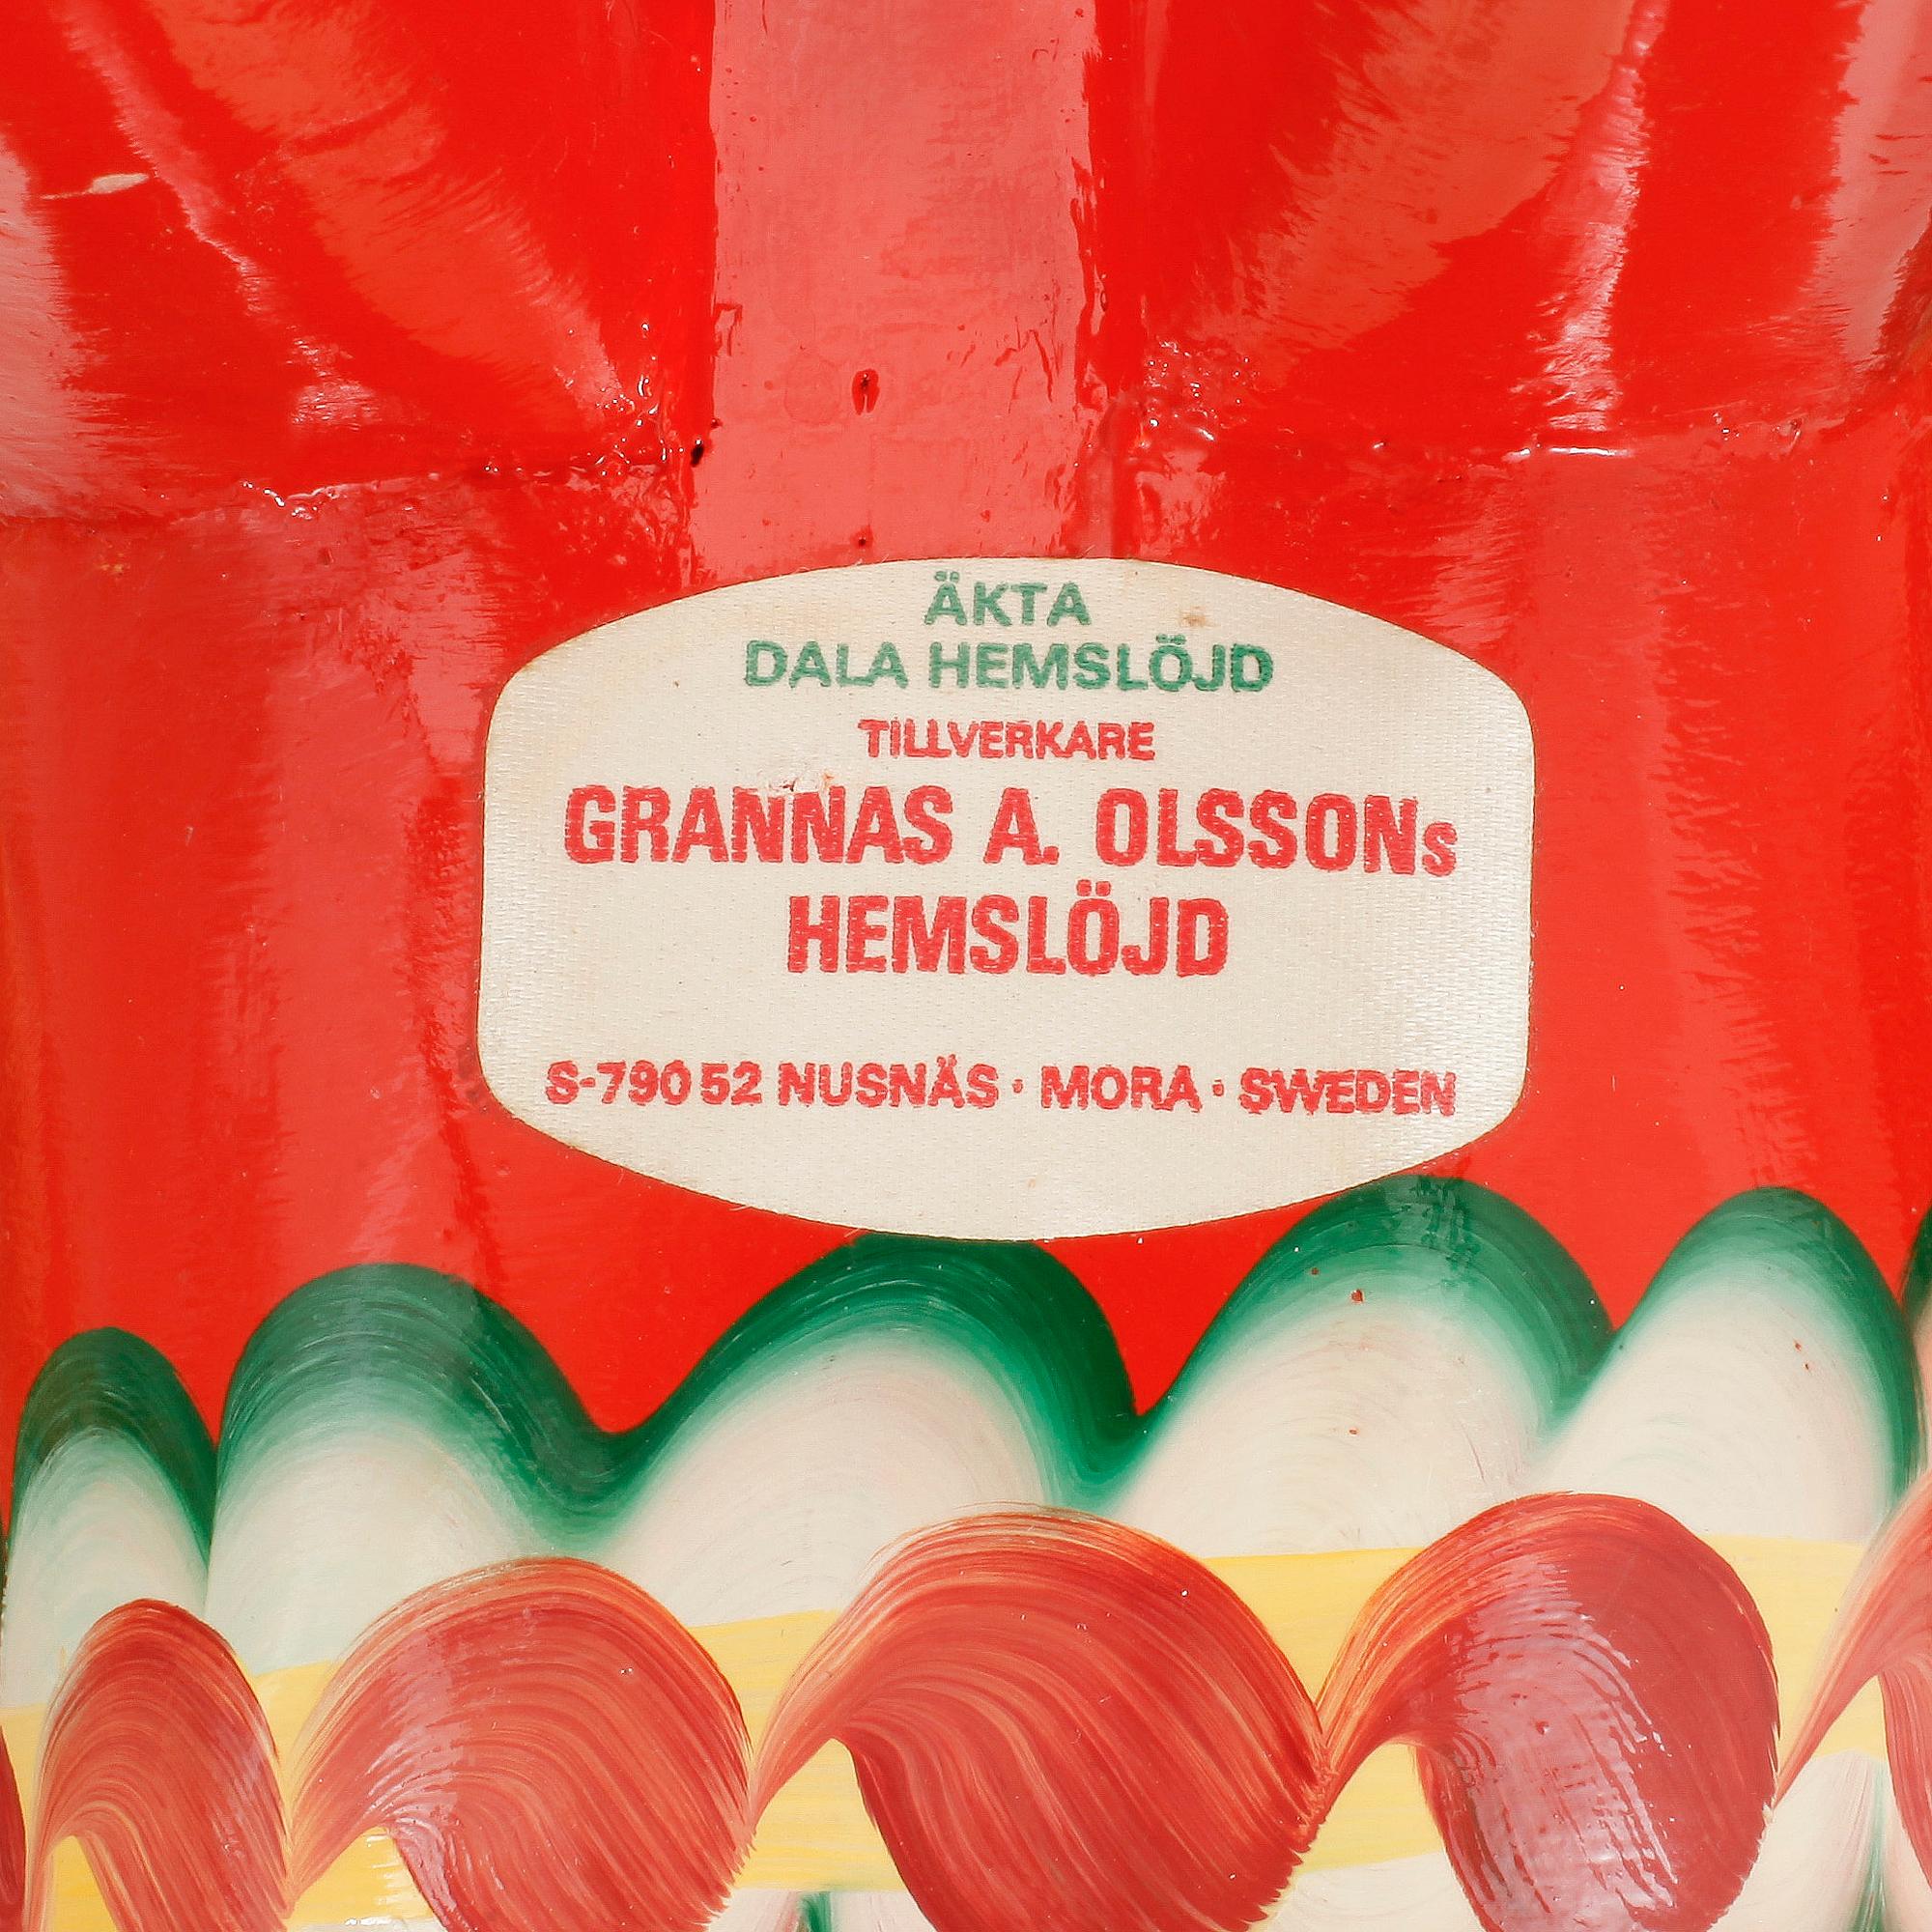 ÄKTA
DALA HEMSLÖJD
TILLVERKARE
GRANNAS A. OLSSONs
HEMSLÖJD
S-790 52 NUSNÄS · MORA · SWEDEN